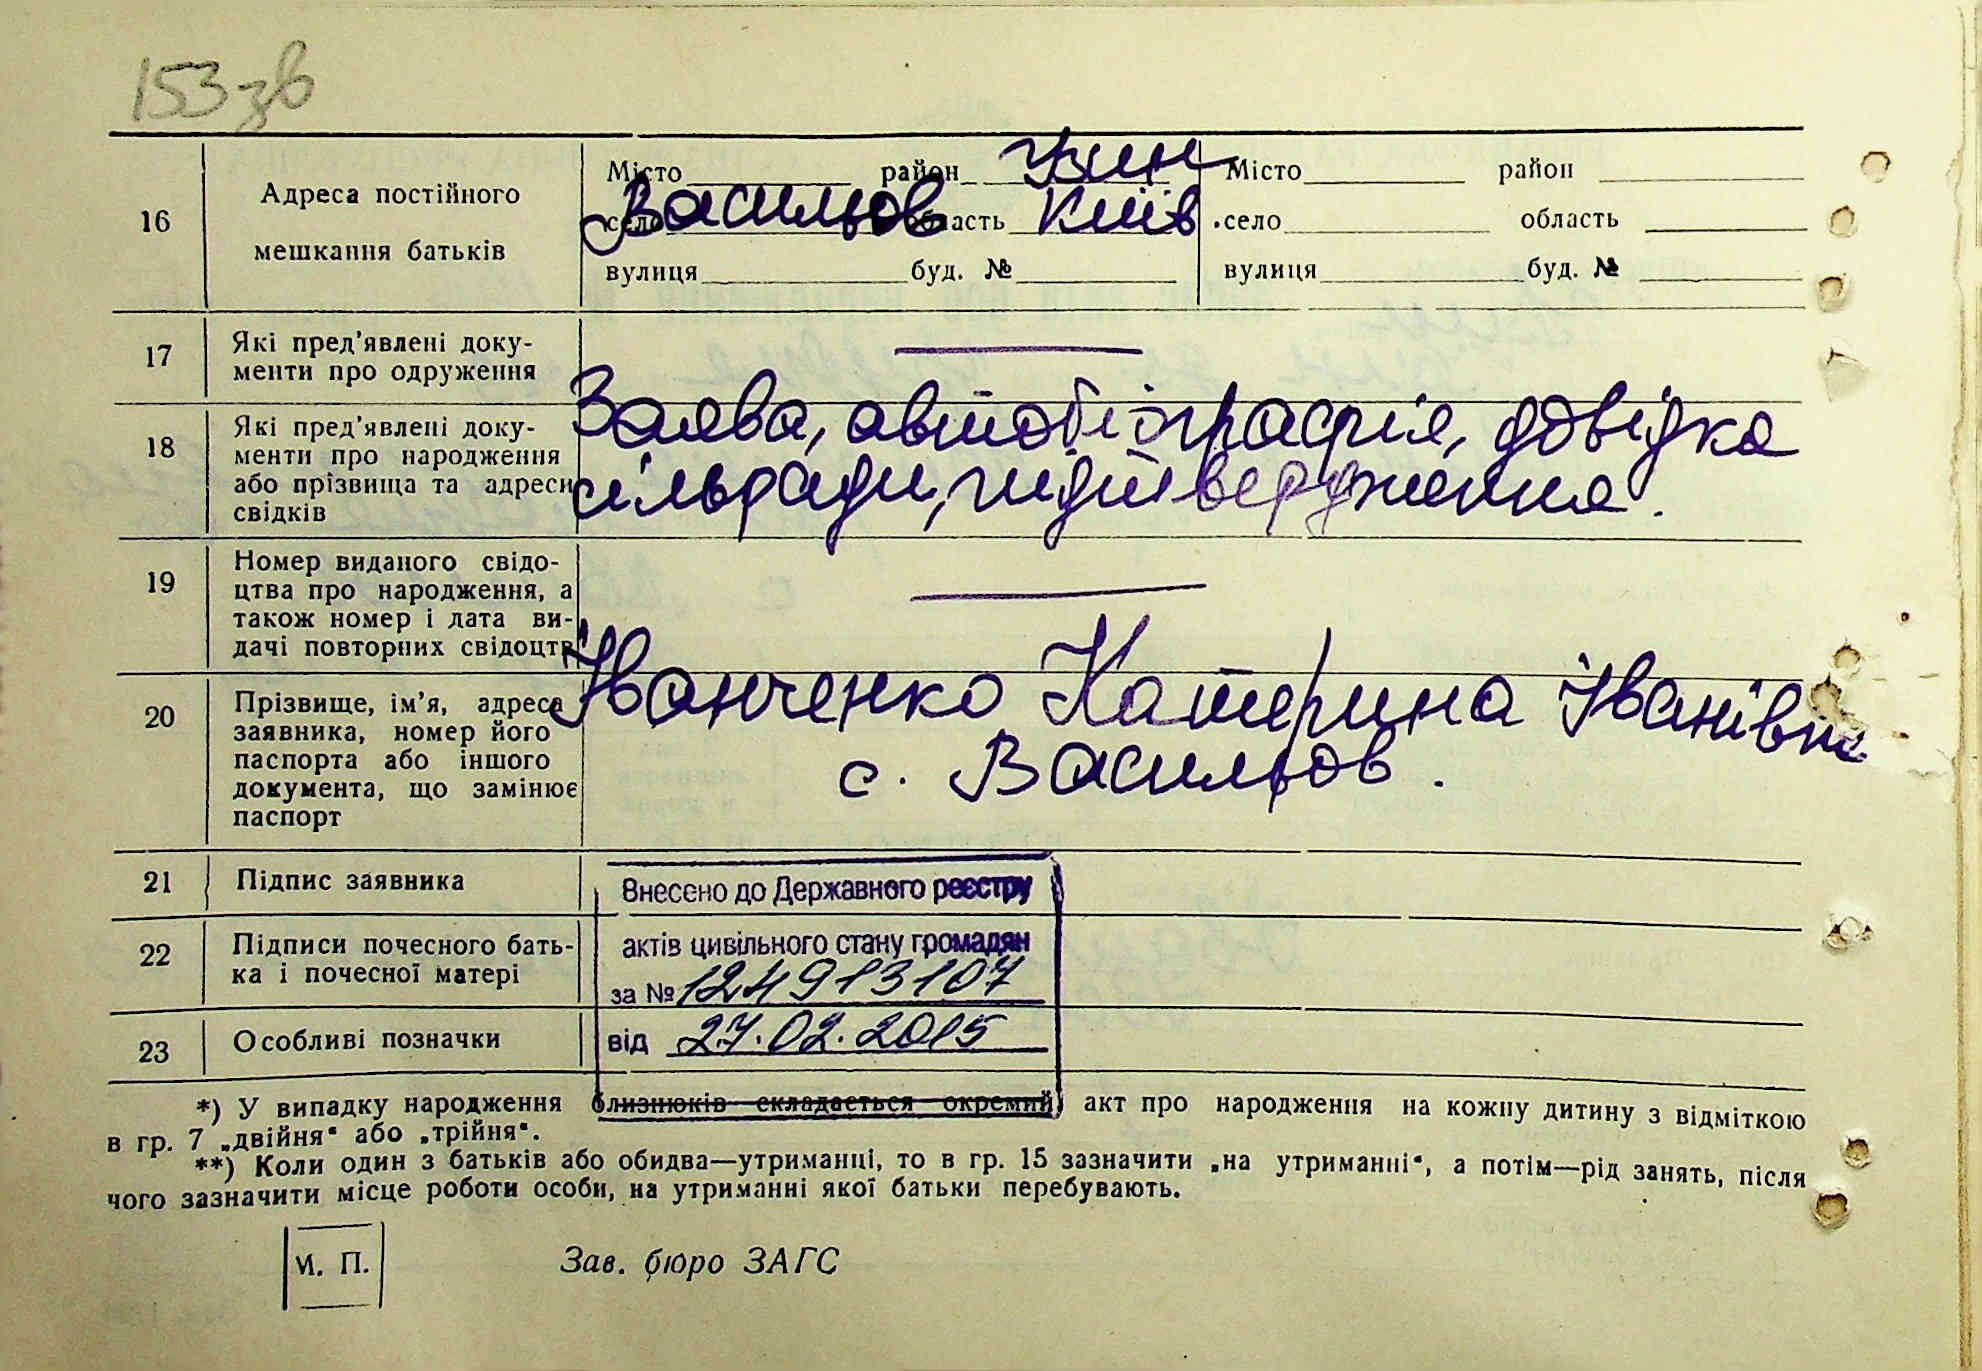 153 зв
16 Адреса постійного мешкання батьків
Місто район Узин
село Васильов область Київ.
вулиця буд. №
Місто район
село область
вулиця буд. №
17 Які пред'явлені доку-
менти про одруження
18 Які пред'явлені доку-
менти про народження
або прізвища та адреси
свідків
Заява, автобіографія, довідка
сільради, підтвердження.
19 Номер виданого свідо-
цтва про народження, а
також номер і дата ви-
дачі повторних свідоцтв
20 Прізвище, ім'я, адреса
заявника, номер його
паспорта або іншого
документа, що замінює
паспорт
Іванченко Катерина Іванівна
с. Васильов.
21 Підпис заявника
22 Підписи почесного бать-
ка і почесної матері
23 Особливі позначки
Внесено до Державного реєстру
актів цивільного стану громадян
за № 124913107
від 27.02.2015
*) У випадку народження близнюків складається окремий акт про народження на кожну дитину з відміткою
в гр. 7 „двійня" або „трійня".
**) Коли один з батьків або обидва—утриманці, то в гр. 15 зазначити „на утриманні", а потім—рід занять, після
чого зазначити місце роботи особи, на утриманні якої батьки перебувають.
М. П.
Зав. бюро ЗАГС